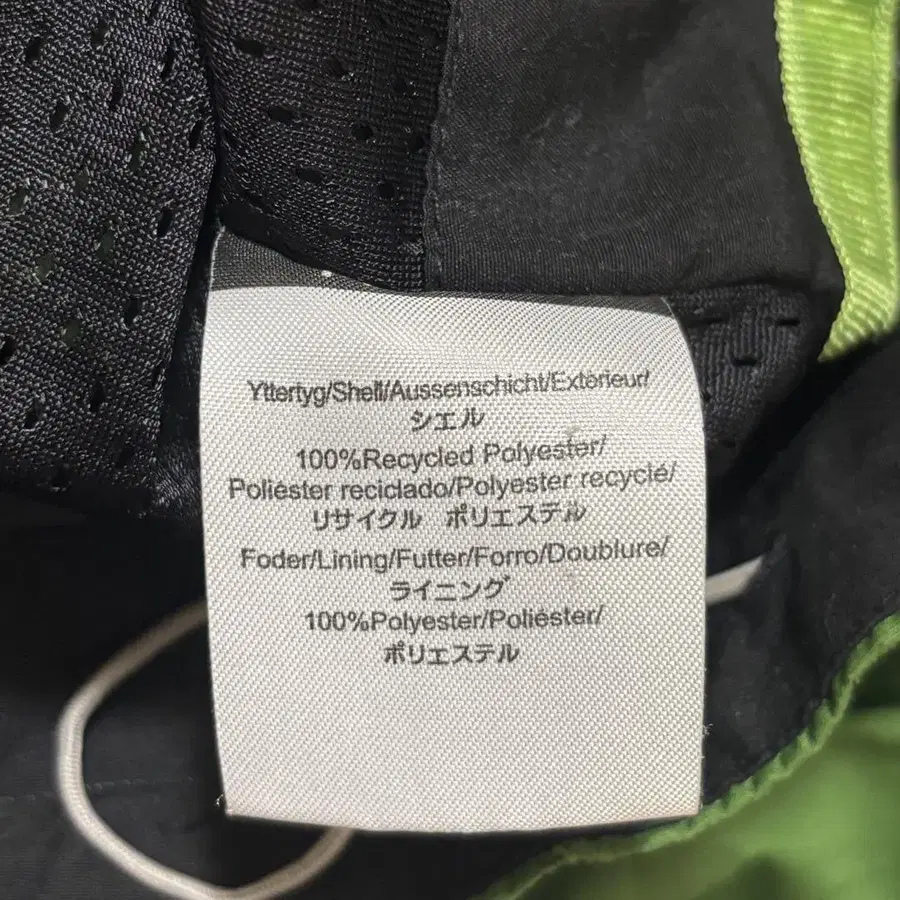 Yttertyg/Shell/Aussenschicht/Extérieur/
シエル
100%Recycled Polyester/
Poliéster reciclado/Polyester recyclé/
リサイクル ポリエステル
Foder/Lining/Futter/Forro/Doublure/
ライニング
100%Polyester/Poliéster/
ポリエステル